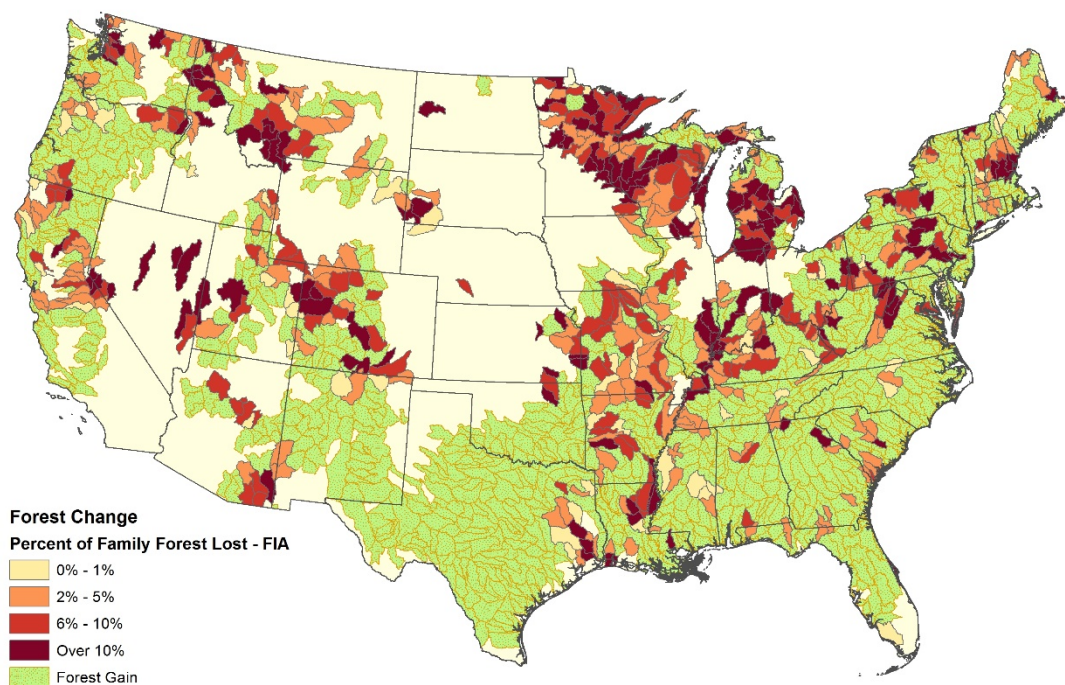 Forest Change
Percent of Family Forest Lost - FIA
0% - 1%
2% - 5%
6% - 10%
Over 10%
Forest Gain